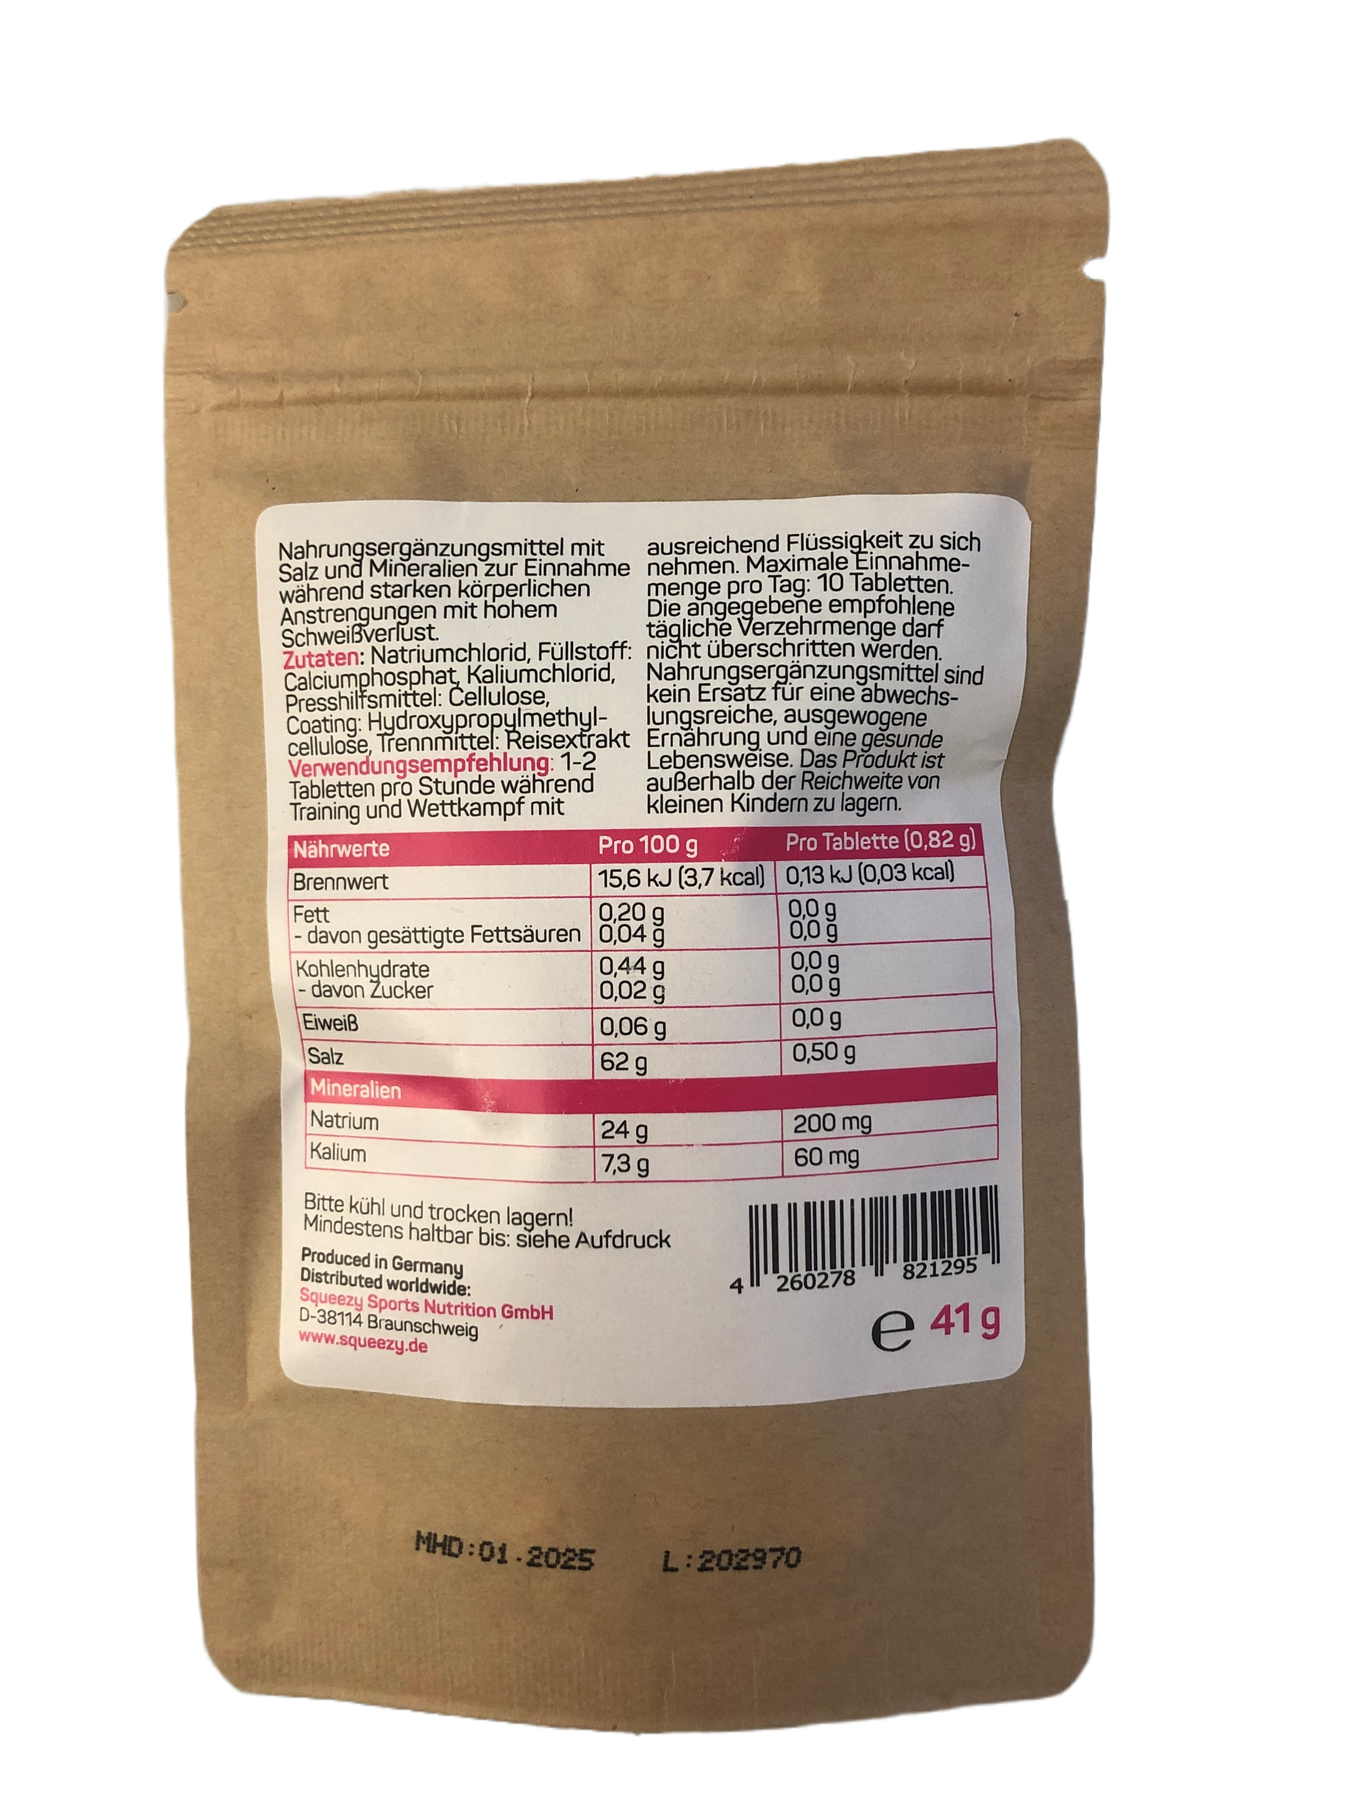 Nahrungsergänzungsmittel mit
Salz und Mineralien zur Einnahme
während starken körperlichen
Anstrengungen mit hohem
Schweißverlust.
Zutaten: Natriumchlorid, Füllstoff:
Calciumphosphat, Kaliumchlorid,
Presshilfsmittel: Cellulose,
Coating: Hydroxypropylmethyl-
cellulose, Trennmittel: Reisextrakt
Verwendungsempfehlung: 1-2
Tabletten pro Stunde während
Training und Wettkampf mit
ausreichend Flüssigkeit zu sich
nehmen. Maximale Einnahme-
menge pro Tag: 10 Tabletten.
Die angegebene empfohlene
tägliche Verzehrmenge darf
nicht überschritten werden.
Nahrungsergänzungsmittel sind
kein Ersatz für eine abwechs-
lungsreiche, ausgewogene
Ernährung und eine gesunde
Lebensweise. Das Produkt ist
außerhalb der Reichweite von
kleinen Kindern zu lagern.
Nährwerte Pro 100 g Pro Tablette (0,82 g)
Brennwert 15,6 kJ (3,7 kcal) 0,13 kJ (0,03 kcal)
Fett 0,20 g 0,0 g
- davon gesättigte Fettsäuren 0,04 g 0,0 g
Kohlenhydrate 0,44 g 0,0 g
- davon Zucker 0,02 g 0,0 g
Eiweiß 0,06 g 0,0 g
Salz 62 g 0,50 g
Mineralien
Natrium 24 g 200 mg
Kalium 7,3 g 60 mg
Bitte kühl und trocken lagern!
Mindestens haltbar bis: siehe Aufdruck
Produced in Germany
Distributed worldwide:
Squeezy Sports Nutrition GmbH
D-38114 Braunschweig
www.squeezy.de
4 260278 821295
e 41 g
MHD:01.2025 L:202970